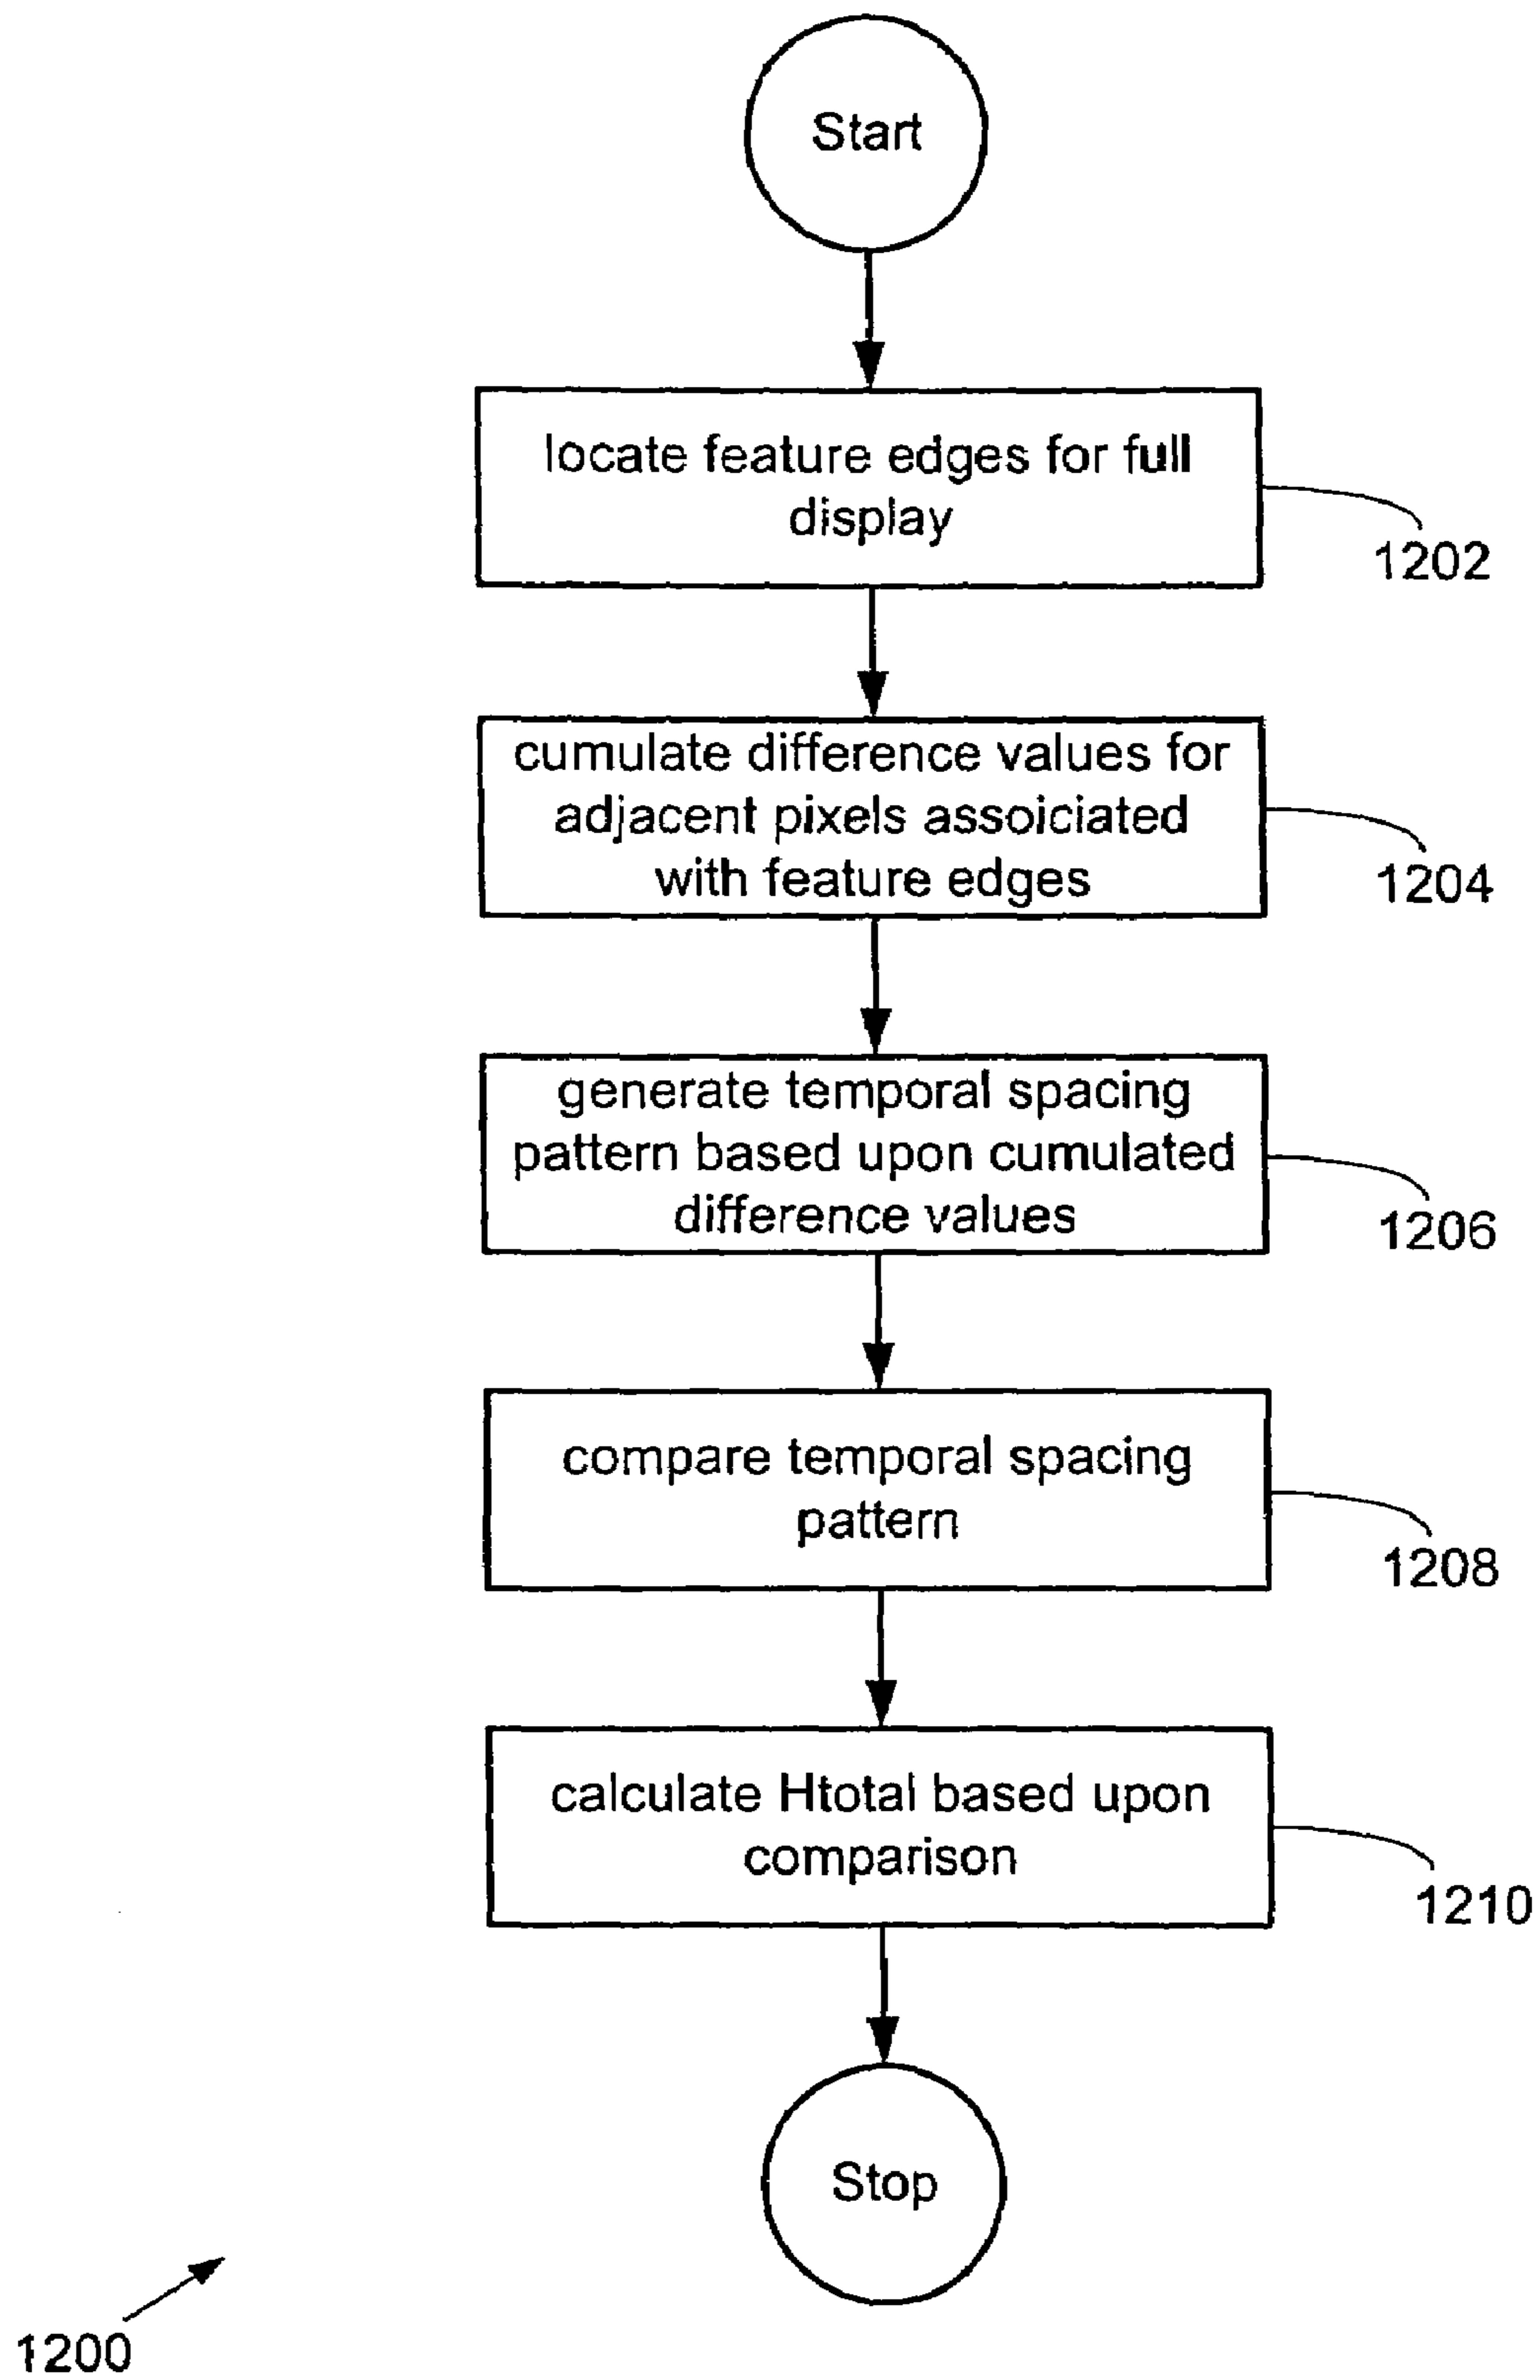 Start
locate feature edges for full
display
1202
cumulate difference values for
adjacent pixels assoiciated
with feature edges
1204
generate temporal spacing
pattern based upon cumulated
difference values
1206
compare temporal spacing
pattern
1208
calculate Htotal based upon
comparison
1210
Stop
1200